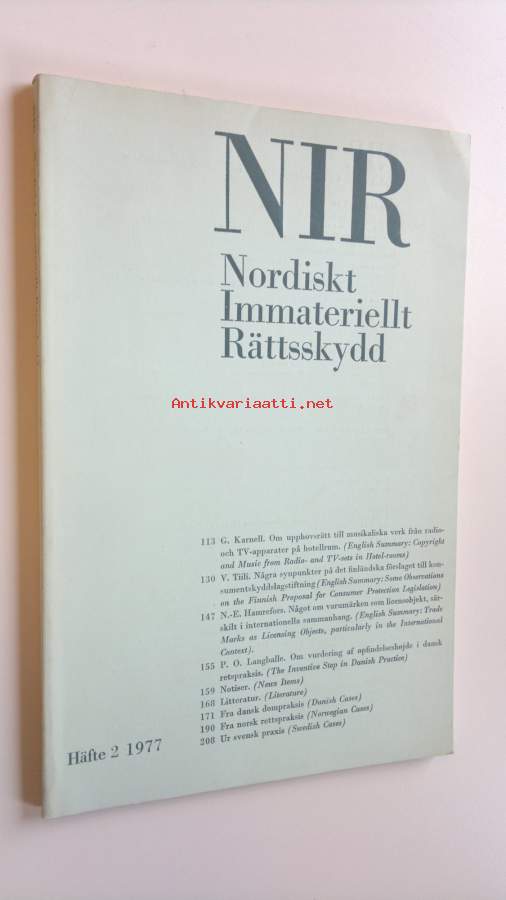 NIR
Nordiskt
Immateriellt
Rättsskydd
Antikvariaatti.net
113 G. Karnell. Om upphovsrätt till musikaliska verk från radio-
och TV-apparater på hotellrum. (English Summary: Copyright
and Music from Radio- and TV-sets in Hotel-rooms)
130 V. Tiili. Några synpunkter på det finländska förslaget till kon-
sumentskyddslagstiftning (English Summary: Some Observations
on the Finnish Proposal for Consumer Protection Legislation)
147 N.-E. Hamrefors. Något om varumärken som licensobjekt, sär-
skilt i internationella sammanhang. (English Summary: Trade
Marks as Licensing Objects, particularly in the International
Context).
155 P. O. Langballe. Om vurdering af opfindelseshøjde i dansk
retspraksis. (The Inventive Step in Danish Practice)
159 Notiser. (News Items)
168 Litteratur. (Literature)
171 Fra dansk dompraksis (Danish Cases)
190 Fra norsk rettspraksis (Norwegian Cases)
208 Ur svensk praxis (Swedish Cases)
Häfte 2 1977